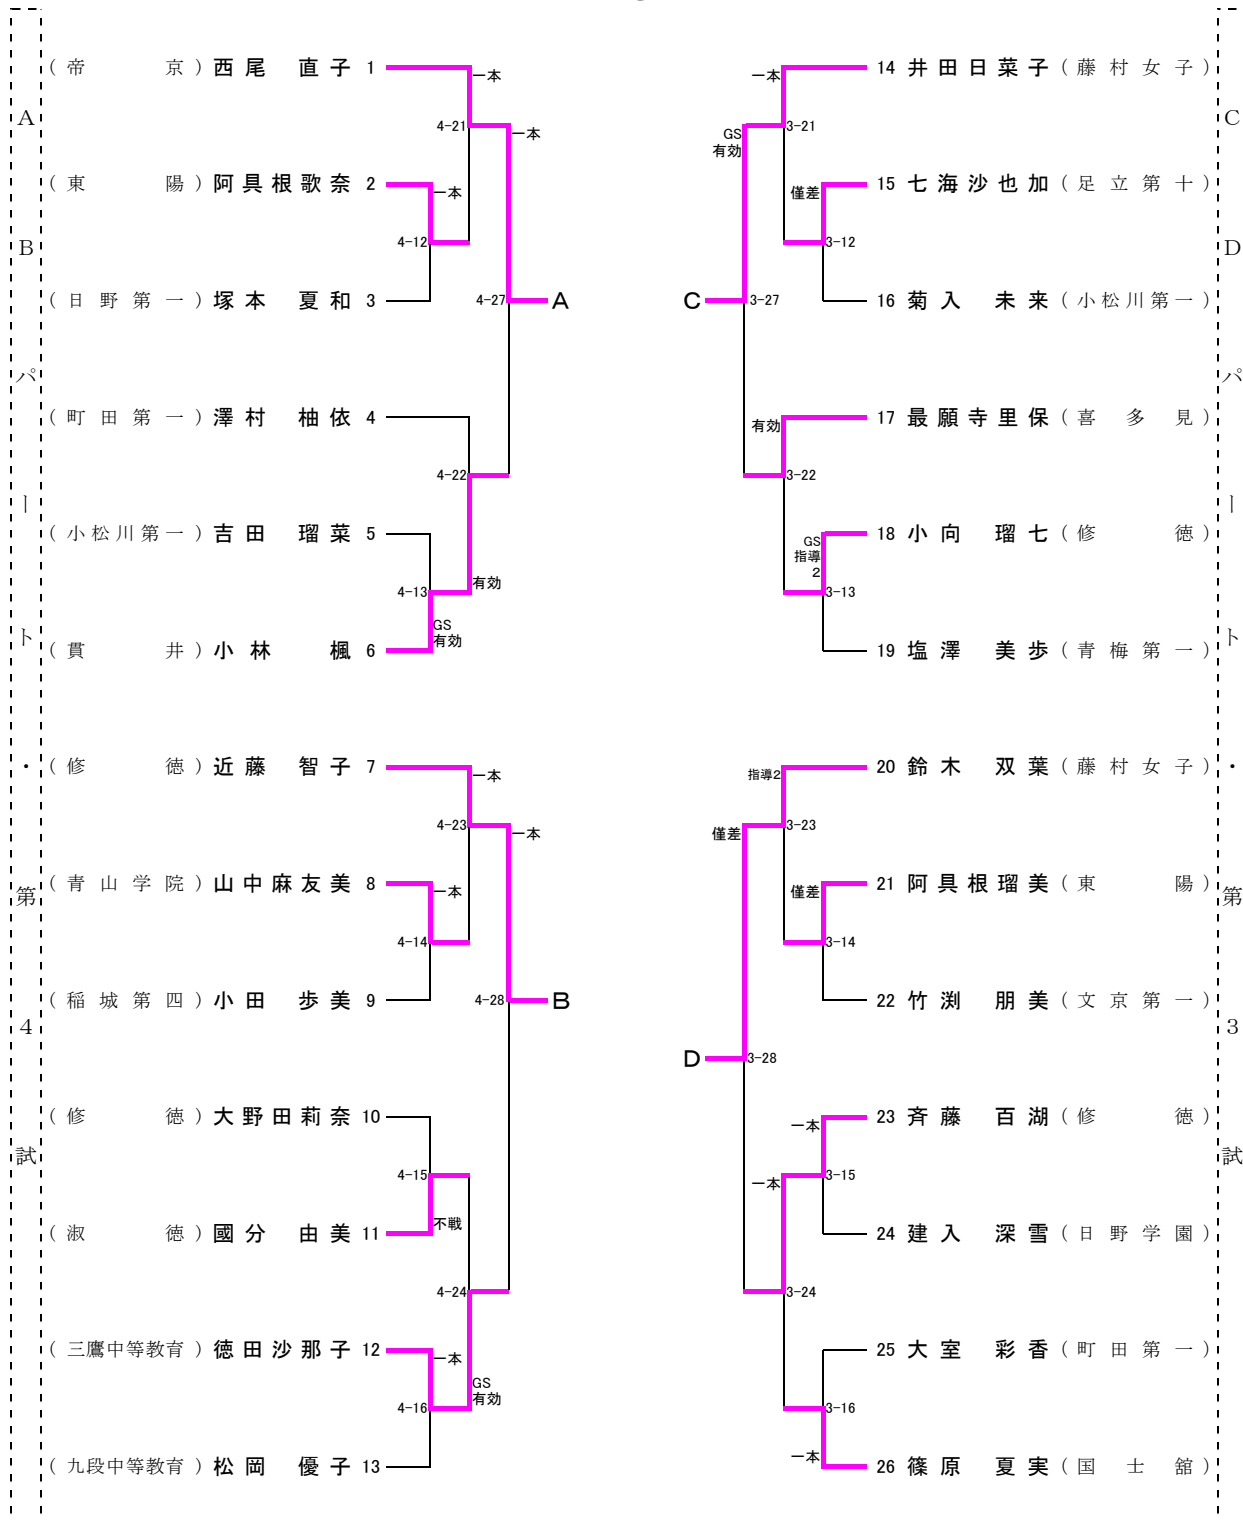 A B パ ー ト ・ 第 4 試
（ 帝 京 ） 西 尾 直 子 1
一本
4-21
一本
（ 東 陽 ） 阿 具 根 歌 奈 2
一本
4-12
（ 日 野 第 一 ） 塚 本 夏 和 3
4-27
A
（ 町 田 第 一 ） 澤 村 柚 依 4
4-22
（ 小 松 川 第 一 ） 吉 田 瑠 菜 5
有効
4-13
GS
有効
（ 貫 井 ） 小 林 楓 6
（ 修 徳 ） 近 藤 智 子 7
一本
4-23
一本
（ 青 山 学 院 ） 山 中 麻 友 美 8
一本
4-14
（ 稲 城 第 四 ） 小 田 歩 美 9
4-28
B
（ 修 徳 ） 大 野 田 莉 奈 10
4-15
不戦
（ 淑 徳 ） 國 分 由 美 11
4-24
（ 三鷹中等教育 ） 徳 田 沙 那 子 12
一本
GS
有効
4-16
（ 九段中等教育 ） 松 岡 優 子 13
14 井 田 日 菜 子 （ 藤 村 女 子 ）
一本
3-21
GS
有効
15 七 海 沙 也 加 （ 足 立 第 十 ）
僅差
3-12
16 菊 入 未 来 （ 小 松 川 第 一 ）
C
3-27
17 最 願 寺 里 保 （ 喜 多 見 ）
有効
3-22
18 小 向 瑠 七 （ 修 徳 ）
GS
指導
2
3-13
19 塩 澤 美 歩 （ 青 梅 第 一 ）
20 鈴 木 双 葉 （ 藤 村 女 子 ）
指導2
3-23
僅差
21 阿 具 根 瑠 美 （ 東 陽 ）
僅差
3-14
22 竹 渕 朋 美 （ 文 京 第 一 ）
D
3-28
23 斉 藤 百 湖 （ 修 徳 ）
一本
3-15
一本
24 建 入 深 雪 （ 日 野 学 園 ）
3-24
25 大 室 彩 香 （ 町 田 第 一 ）
3-16
一本
26 篠 原 夏 実 （ 国 士 舘 ）
C D パ ー ト ・ 第 3 試